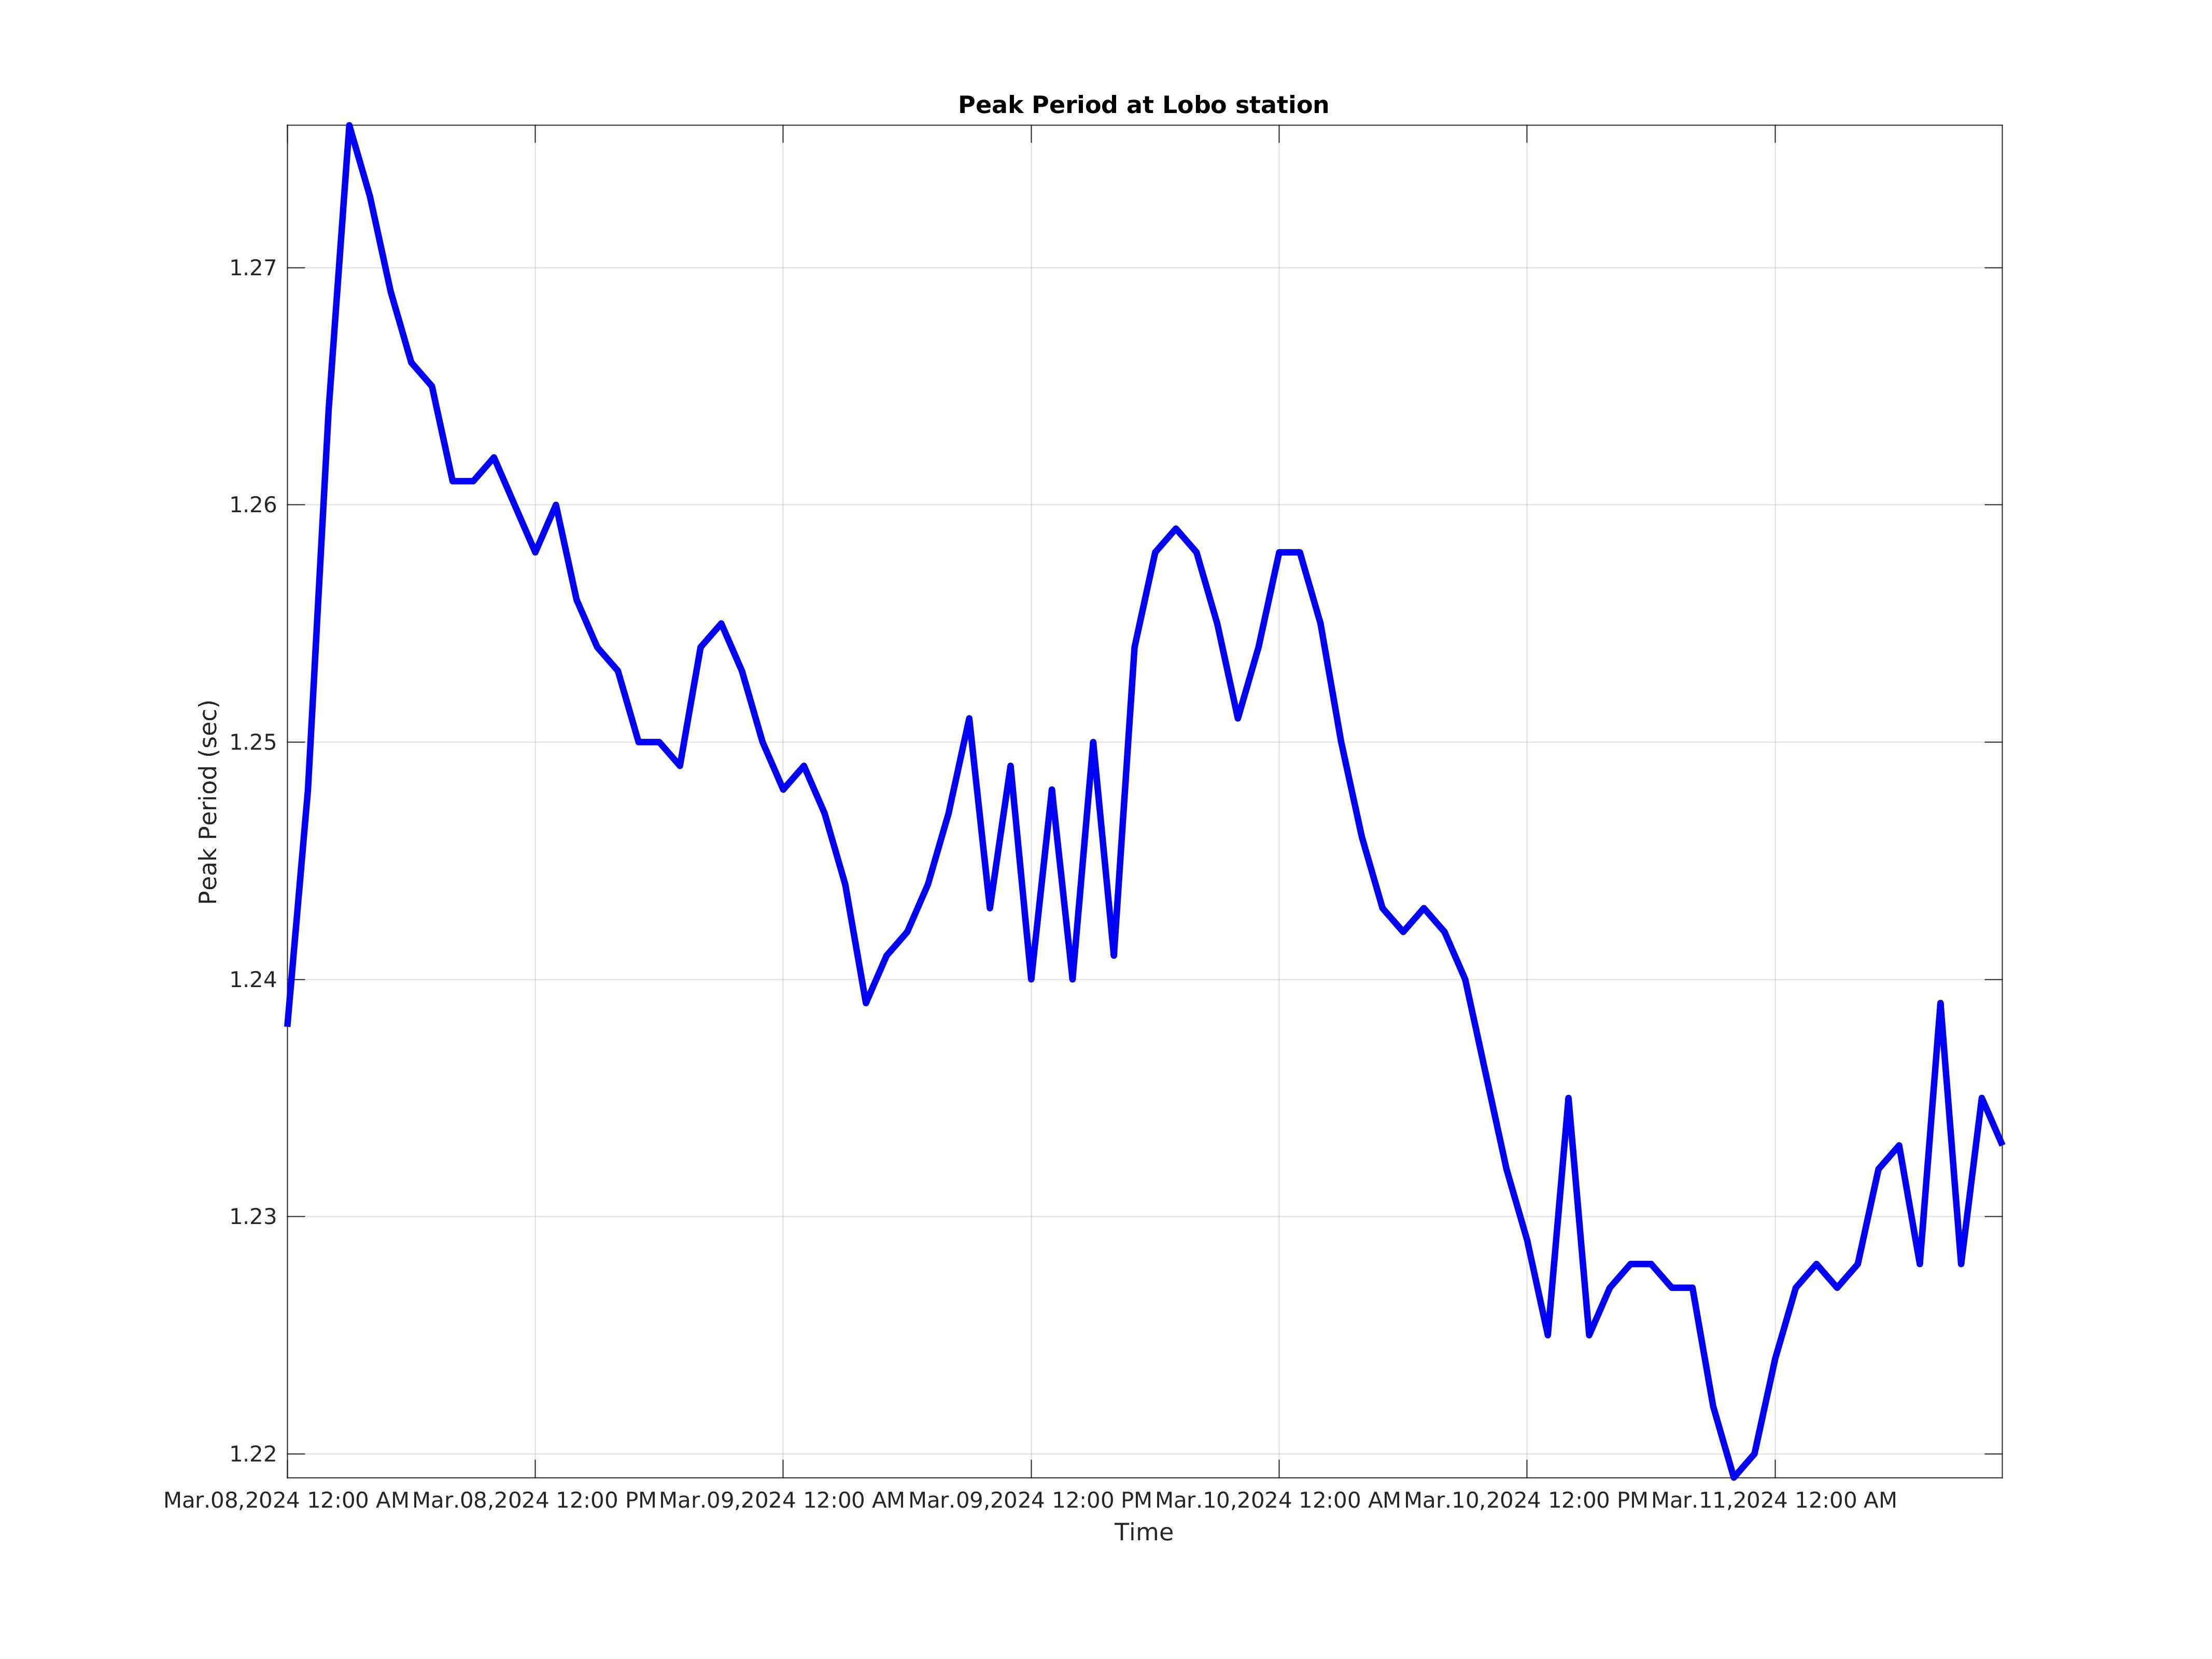 Peak Period at Lobo station
1.27
1.26
1.25
1.24
1.23
1.22
Peak Period (sec)
Mar.08,2024 12:00 AM Mar.08,2024 12:00 PM Mar.09,2024 12:00 AM Mar.09,2024 12:00 PM Mar.10,2024 12:00 AM Mar.10,2024 12:00 PM Mar.11,2024 12:00 AM
Time